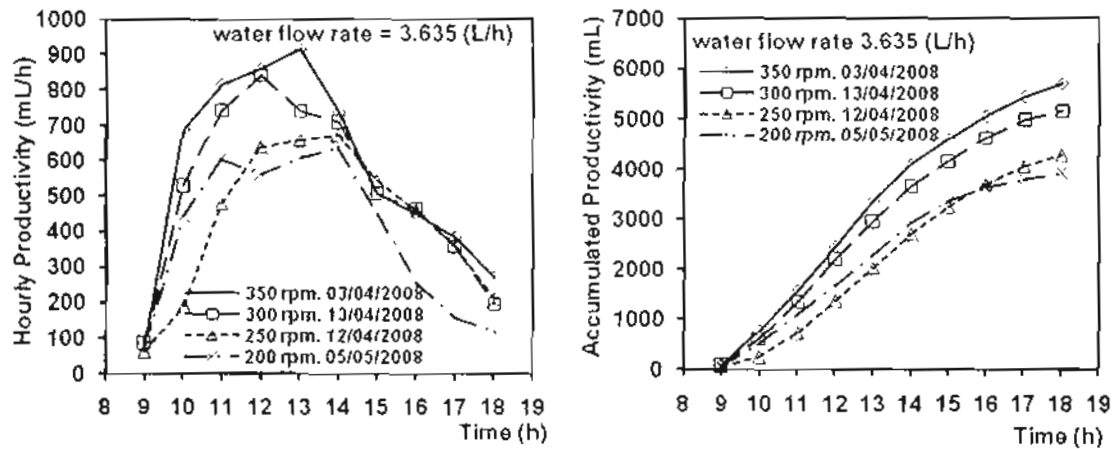 Hourly Productivity (mL/h)
1000
900
800
700
600
500
400
300
200
100
0
water flow rate = 3.635 (L/h)
350 rpm. 03/04/2008
300 rpm. 13/04/2008
250 rpm. 12/04/2008
200 rpm. 05/05/2008
8 9 10 11 12 13 14 15 16 17 18 19
Time (h)
Accumulated Productivity (mL)
7000
6000
5000
4000
3000
2000
1000
0
water flow rate 3.635 (L/h)
350 rpm. 03/04/2008
300 rpm. 13/04/2008
250 rpm. 12/04/2008
200 rpm. 05/05/2008
8 9 10 11 12 13 14 15 16 17 18 19
Time (h)